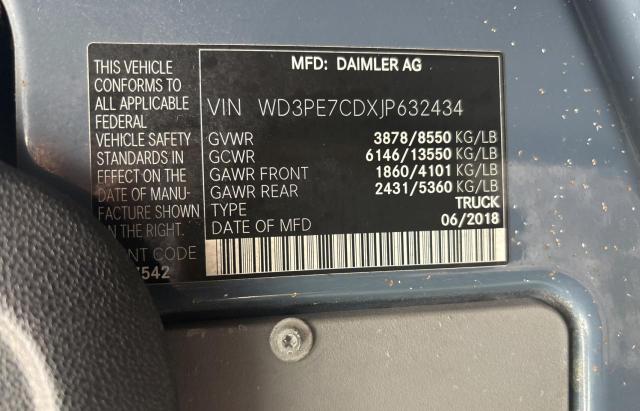 THIS VEHICLE
CONFORMS TO
ALL APPLICABLE
FEDERAL
VEHICLE SAFETY
STANDARDS IN
EFFECT ON THE
DATE OF MANU-
FACTURE SHOWN
ON THE RIGHT.
CODE
542
MFD: DAIMLER AG
VIN WD3PE7CDXJP632434
GVWR 3878/8550 KG/LB
GCWR 6146/13550 KG/LB
GAWR FRONT 1860/4101 KG/LB
GAWR REAR 2431/5360 KG/LB
TYPE TRUCK
DATE OF MFD 06/2018